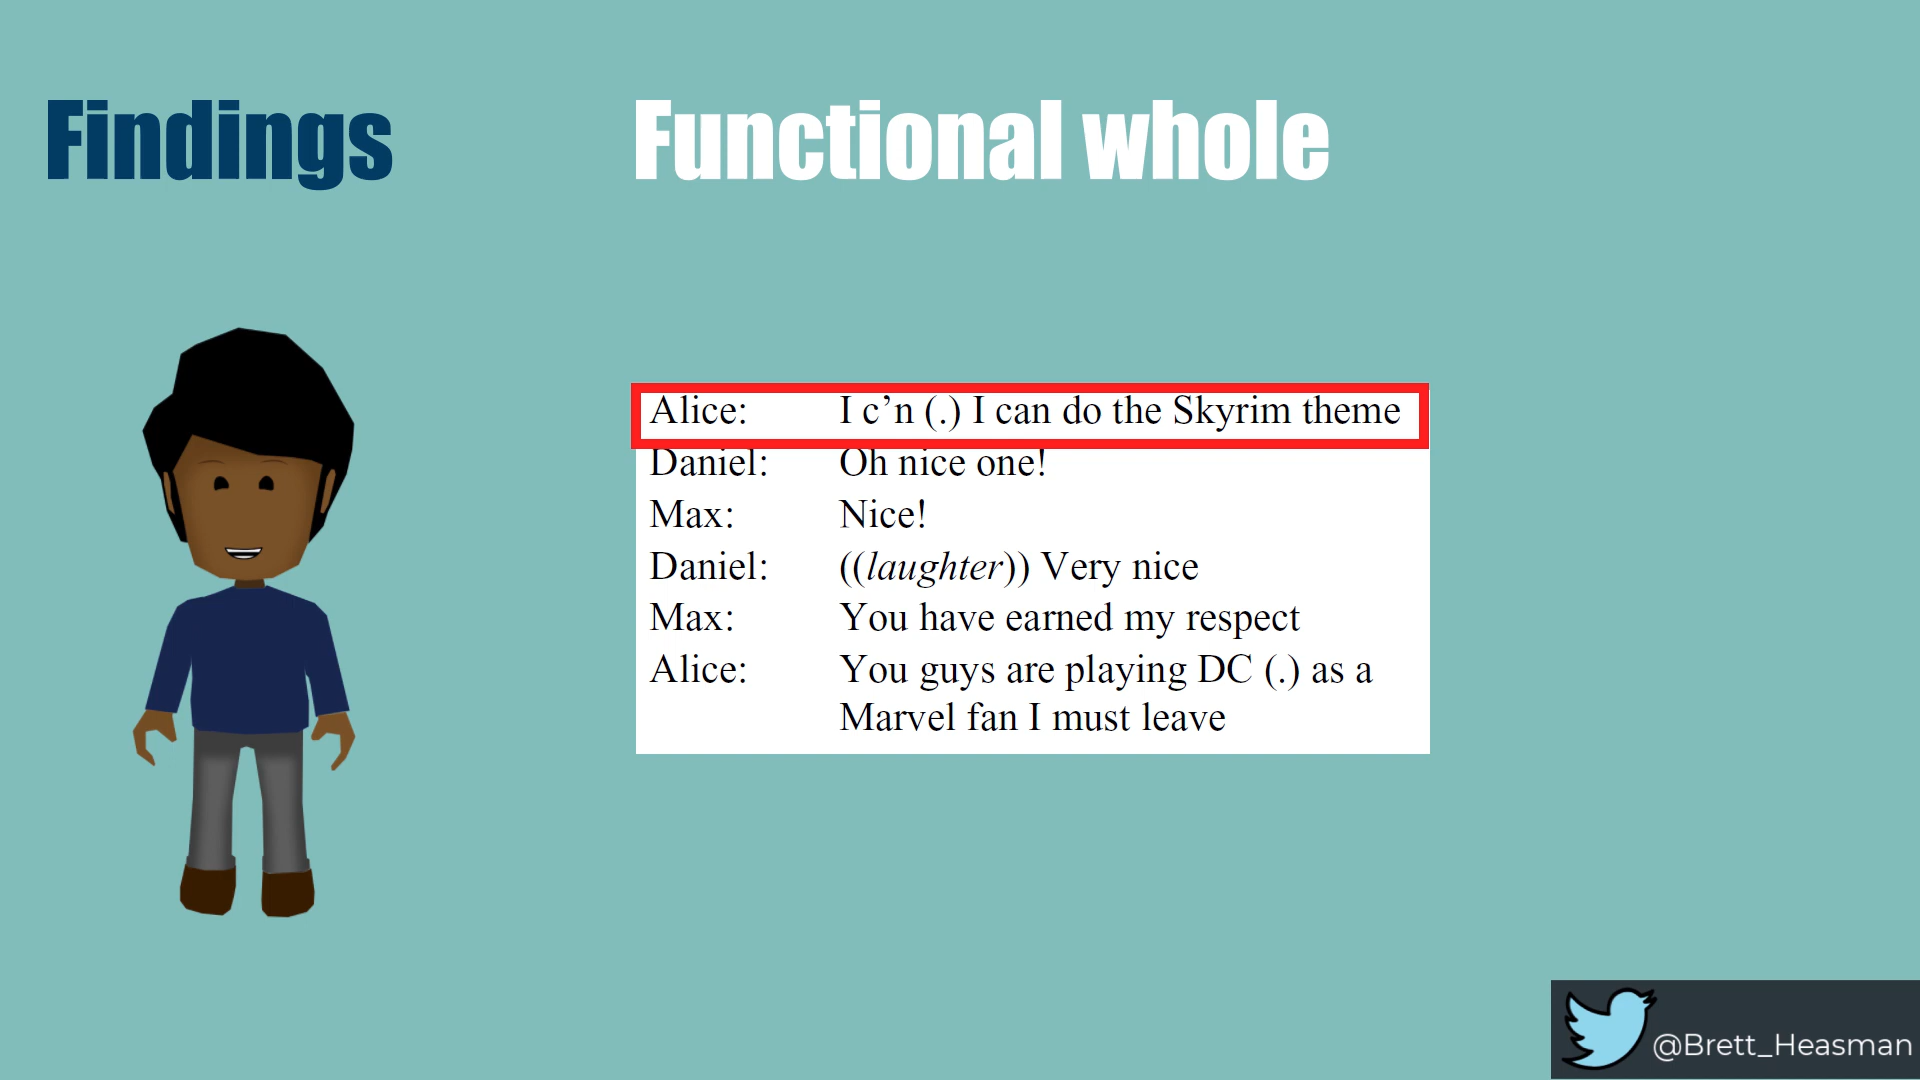 Findings
Functional whole
Alice: I c’n (.) I can do the Skyrim theme
Daniel: Oh nice one!
Max: Nice!
Daniel: ((laughter)) Very nice
Max: You have earned my respect
Alice: You guys are playing DC (.) as a
Marvel fan I must leave
@Brett_Heasman